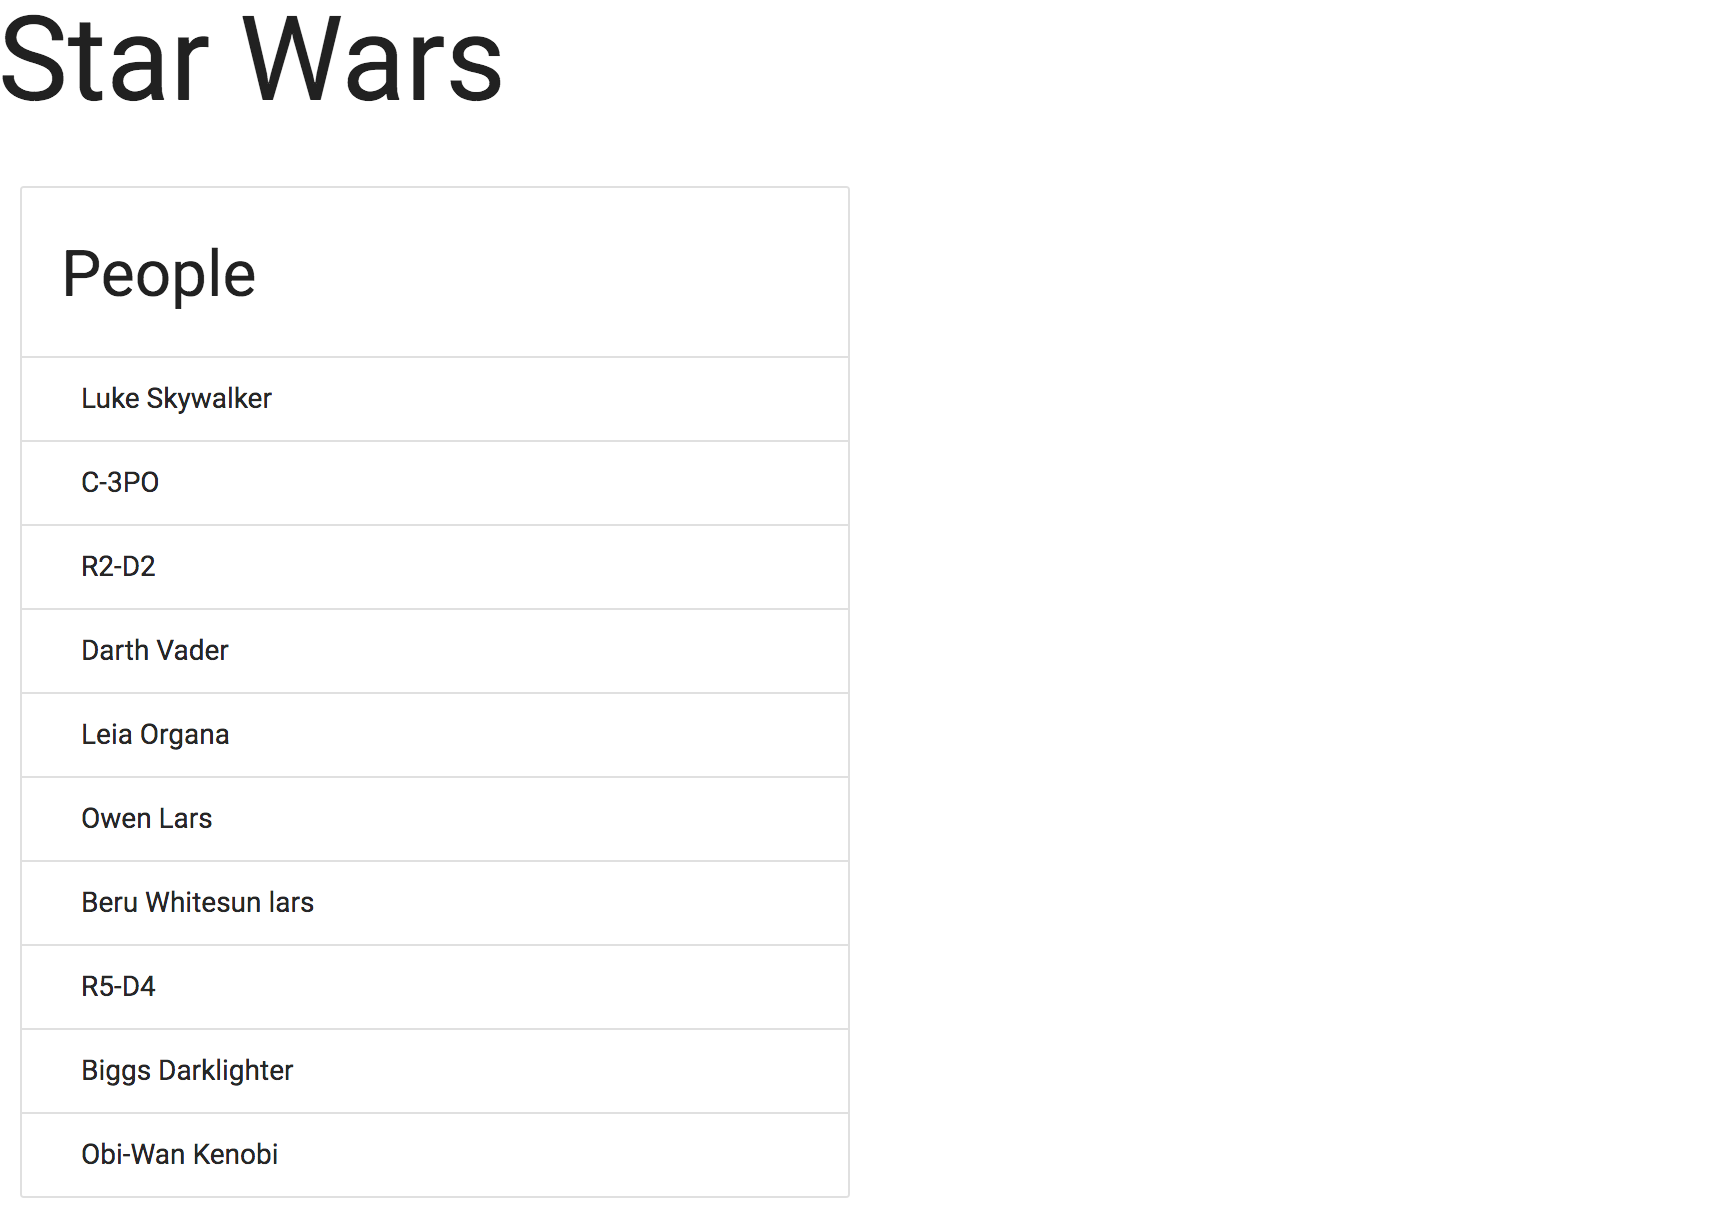 Star Wars
People
Luke Skywalker
C-3PO
R2-D2
Darth Vader
Leia Organa
Owen Lars
Beru Whitesun lars
R5-D4
Biggs Darklighter
Obi-Wan Kenobi